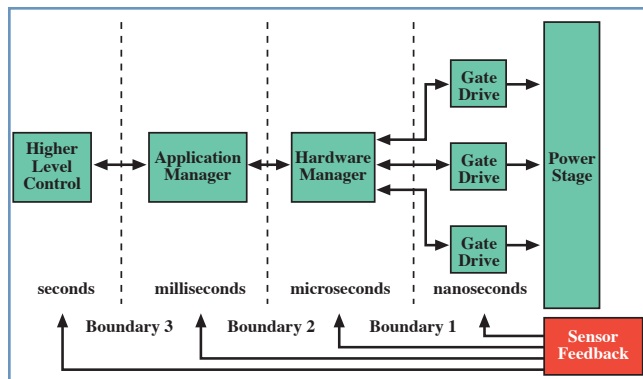 Gate
Drive
Higher
Level
Control
Application
Manager
Hardware
Manager
Gate
Drive
Power
Stage
Gate
Drive
seconds
milliseconds
microseconds
nanoseconds
Boundary 3
Boundary 2
Boundary 1
Sensor
Feedback